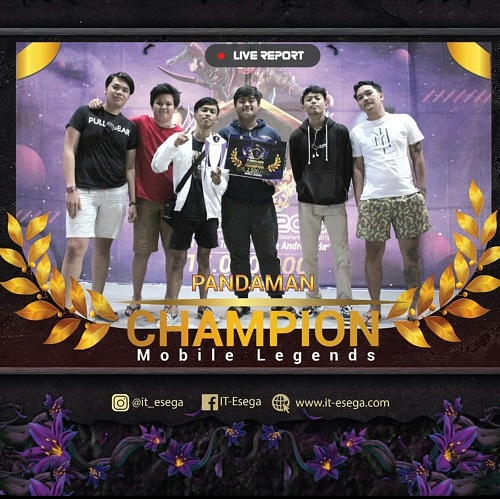 LIVE REPORT
PULL&BEAR
PANDAMAN
CHAMPION
Mobile Legends
@it_esega
IT-Esega
www.it-esega.com